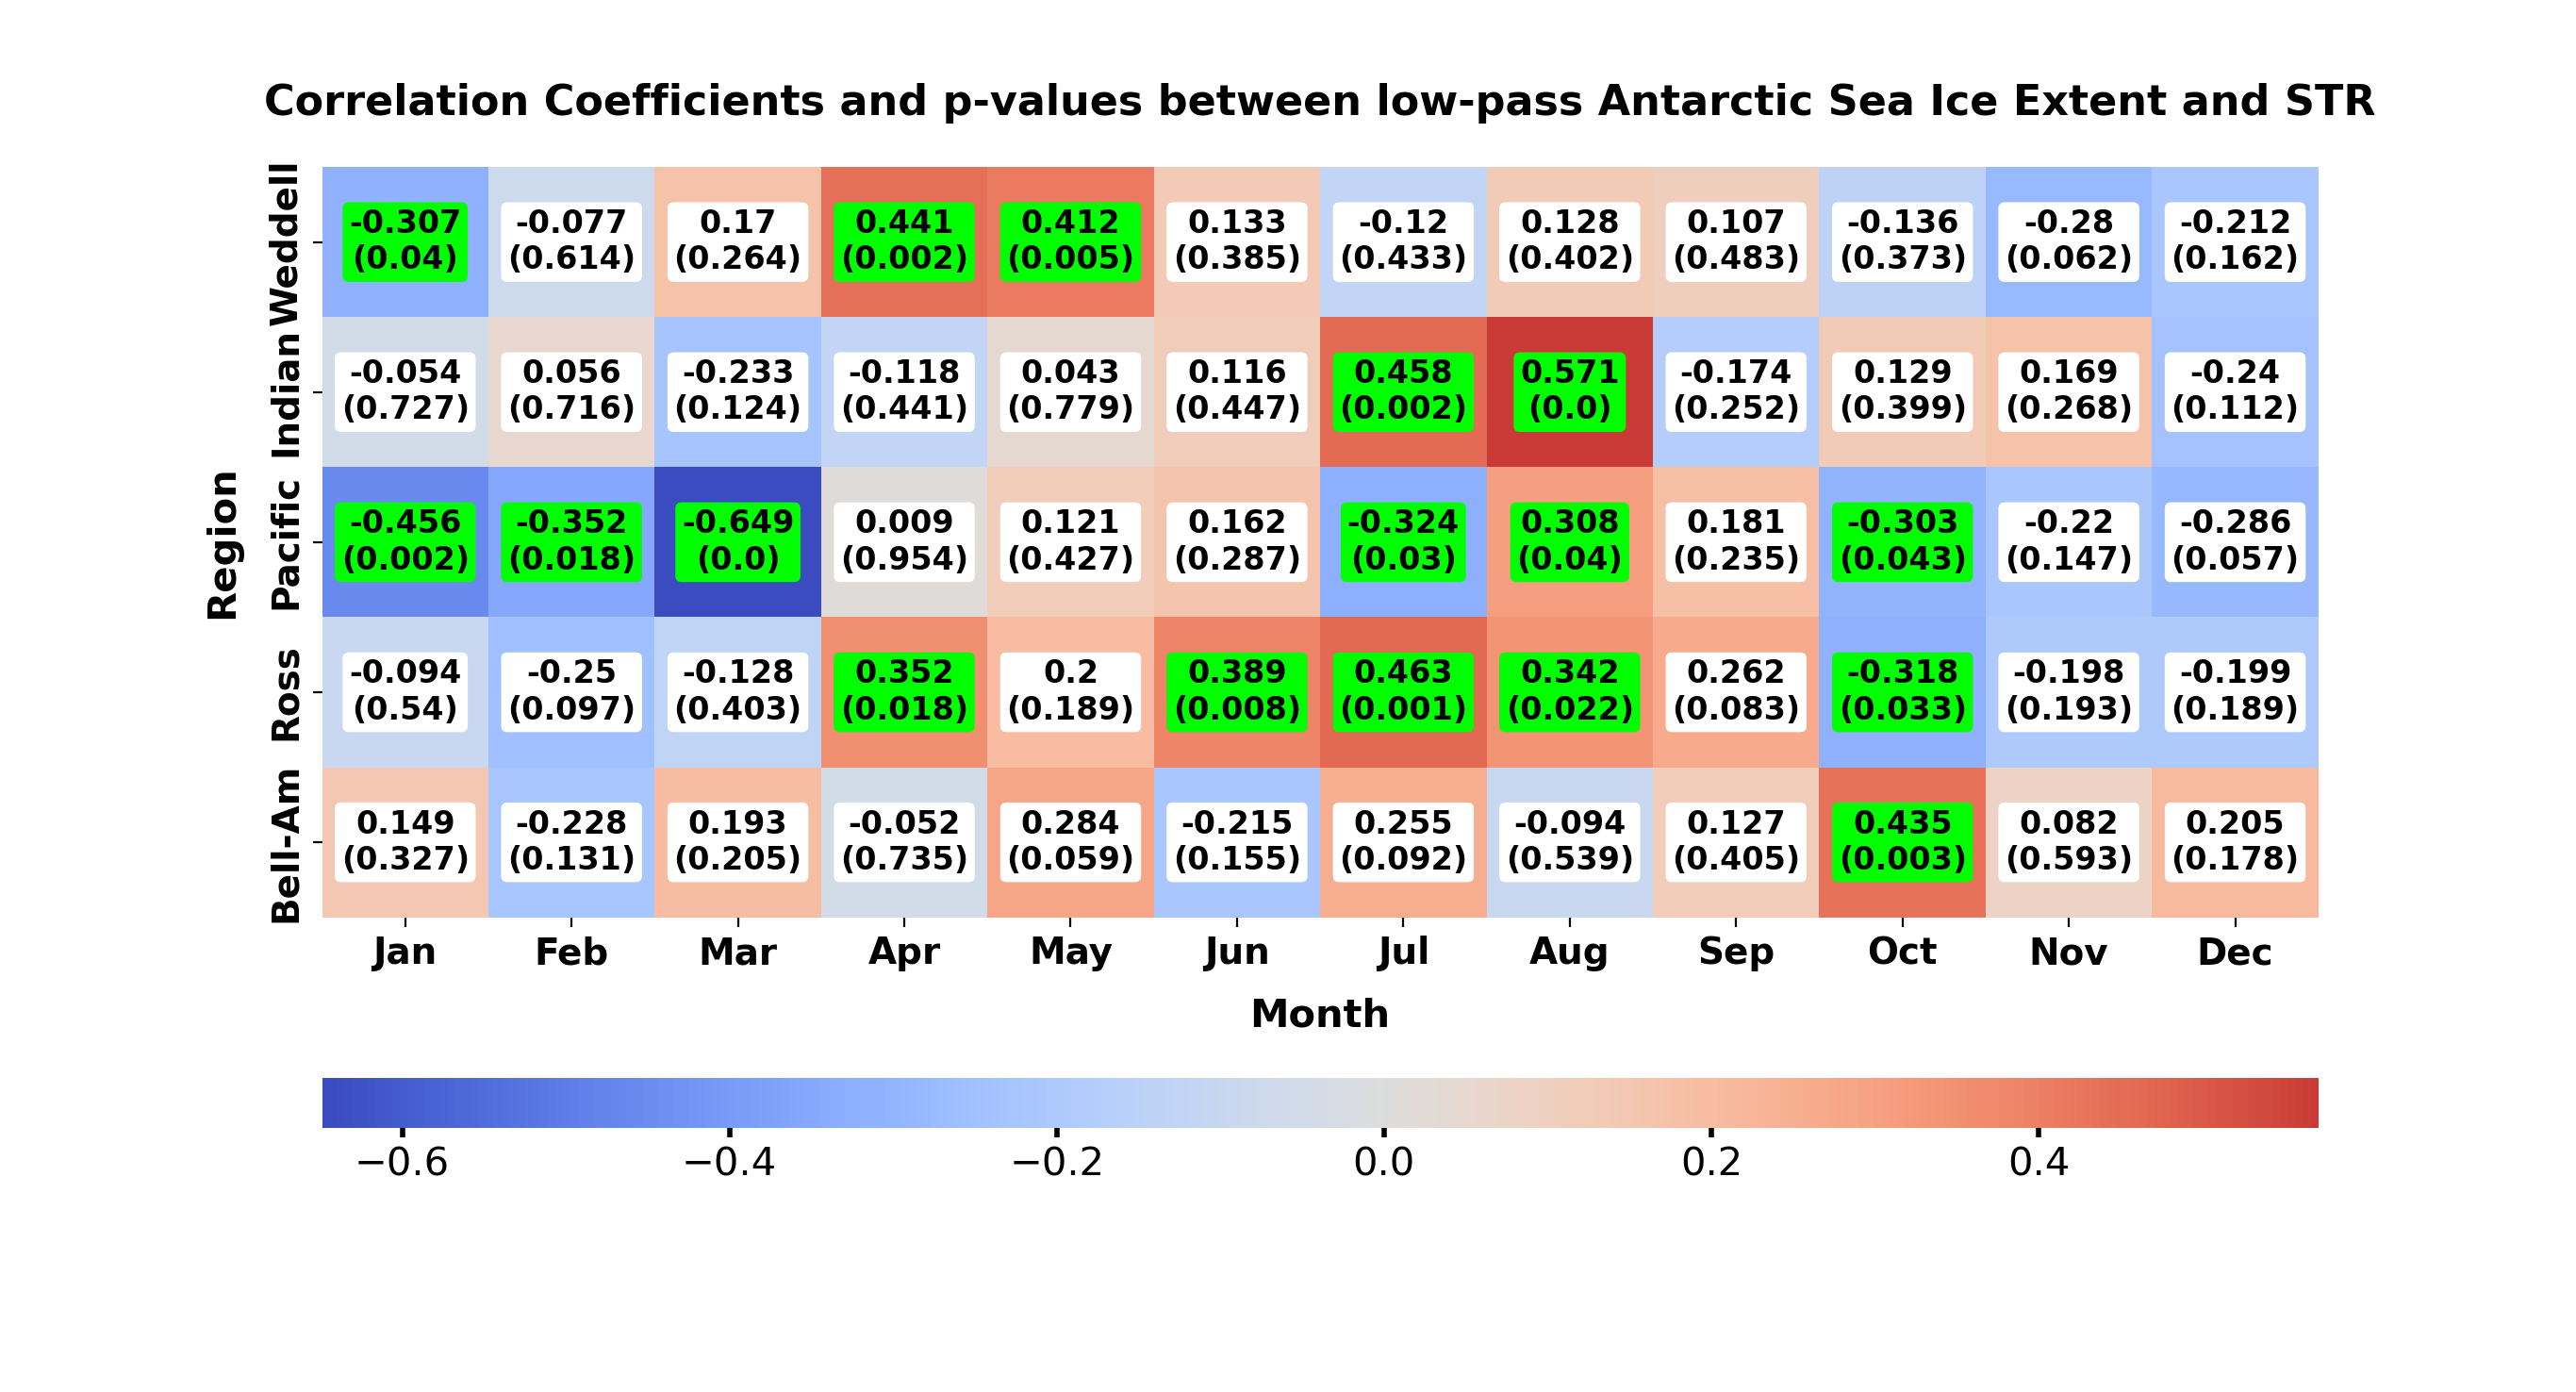 Correlation Coefficients and p-values between low-pass Antarctic Sea Ice Extent and STR
Region
Weddell
-0.307 -0.077 0.17 0.441 0.412 0.133 -0.12 0.128 0.107 -0.136 -0.28 -0.212
(0.04) (0.614) (0.264) (0.002) (0.005) (0.385) (0.433) (0.402) (0.483) (0.373) (0.062) (0.162)
Indian
-0.054 0.056 -0.233 -0.118 0.043 0.116 0.458 0.571 -0.174 0.129 0.169 -0.24
(0.727) (0.716) (0.124) (0.441) (0.779) (0.447) (0.002) (0.0) (0.252) (0.399) (0.268) (0.112)
Pacific
-0.456 -0.352 -0.649 0.009 0.121 0.162 -0.324 0.308 0.181 -0.303 -0.22 -0.286
(0.002) (0.018) (0.0) (0.954) (0.427) (0.287) (0.03) (0.04) (0.235) (0.043) (0.147) (0.057)
Ross
-0.094 -0.25 -0.128 0.352 0.2 0.389 0.463 0.342 0.262 -0.318 -0.198 -0.199
(0.54) (0.097) (0.403) (0.018) (0.189) (0.008) (0.001) (0.022) (0.083) (0.033) (0.193) (0.189)
Bell-Am
0.149 -0.228 0.193 -0.052 0.284 -0.215 0.255 -0.094 0.127 0.435 0.082 0.205
(0.327) (0.131) (0.205) (0.735) (0.059) (0.155) (0.092) (0.539) (0.405) (0.003) (0.593) (0.178)
Jan Feb Mar Apr May Jun Jul Aug Sep Oct Nov Dec
Month
−0.6 −0.4 −0.2 0.0 0.2 0.4